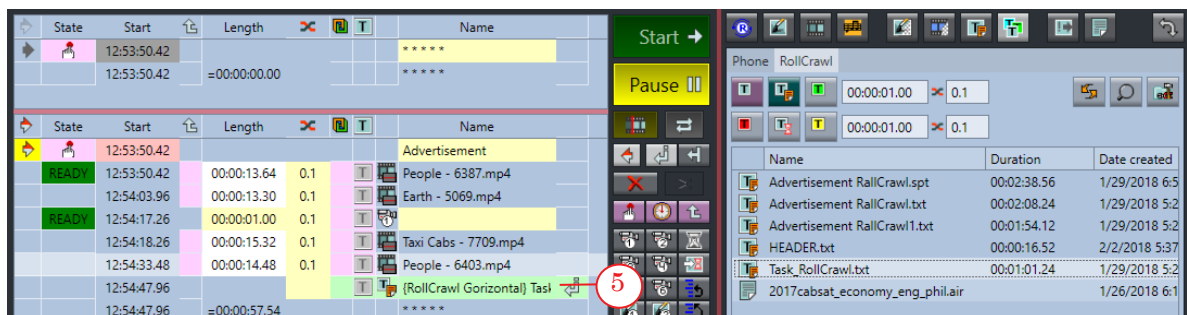 State Start Length T Name
12:53:50.42 * * * * *
12:53:50.42 =00:00:00.00 * * * * *
State Start Length T Name
12:53:50.42 Advertisement
READY 12:53:50.42 00:00:13.64 0.1 T People - 6387.mp4
12:54:03.96 00:00:13.30 0.1 T Earth - 5069.mp4
READY 12:54:17.26 00:00:01.00 0.1 T
12:54:18.26 00:00:15.32 0.1 T Taxi Cabs - 7709.mp4
12:54:33.48 00:00:14.48 0.1 T People - 6403.mp4
12:54:47.96 T {RollCrawl Gorizontal} Task
12:54:47.96 =00:00:57.54 * * * * *
Start
Pause
5
Phone RollCrawl
T T T 00:00:01.00 0.1
T T T 00:00:01.00 0.1
Name Duration Date created
Advertisement RallCrawl.spt 00:02:38.56 1/29/2018 6:5
Advertisement RallCrawl.txt 00:02:08.24 1/29/2018 5:2
Advertisement RallCrawl1.txt 00:01:54.12 1/29/2018 5:2
HEADER.txt 00:00:16.52 2/2/2018 5:37
Task_RollCrawl.txt 00:01:01.24 1/29/2018 5:2
2017cabsat_economy_eng_phil.air 1/26/2018 6:1